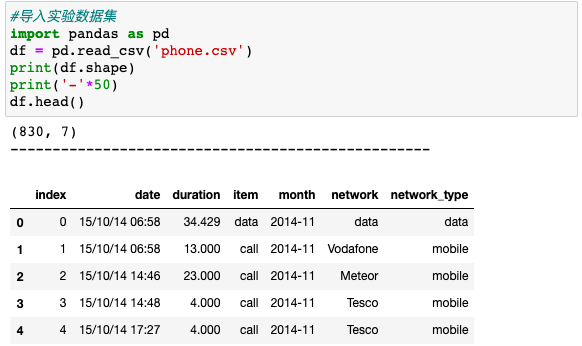 #导入实验数据集
import pandas as pd
df = pd.read_csv('phone.csv')
print(df.shape)
print('-'*50)
df.head()
(830, 7)
--------------------------------------------------
index date duration item month network network_type
0 0 15/10/14 06:58 34.429 data 2014-11 data data
1 1 15/10/14 06:58 13.000 call 2014-11 Vodafone mobile
2 2 15/10/14 14:46 23.000 call 2014-11 Meteor mobile
3 3 15/10/14 14:48 4.000 call 2014-11 Tesco mobile
4 4 15/10/14 17:27 4.000 call 2014-11 Tesco mobile